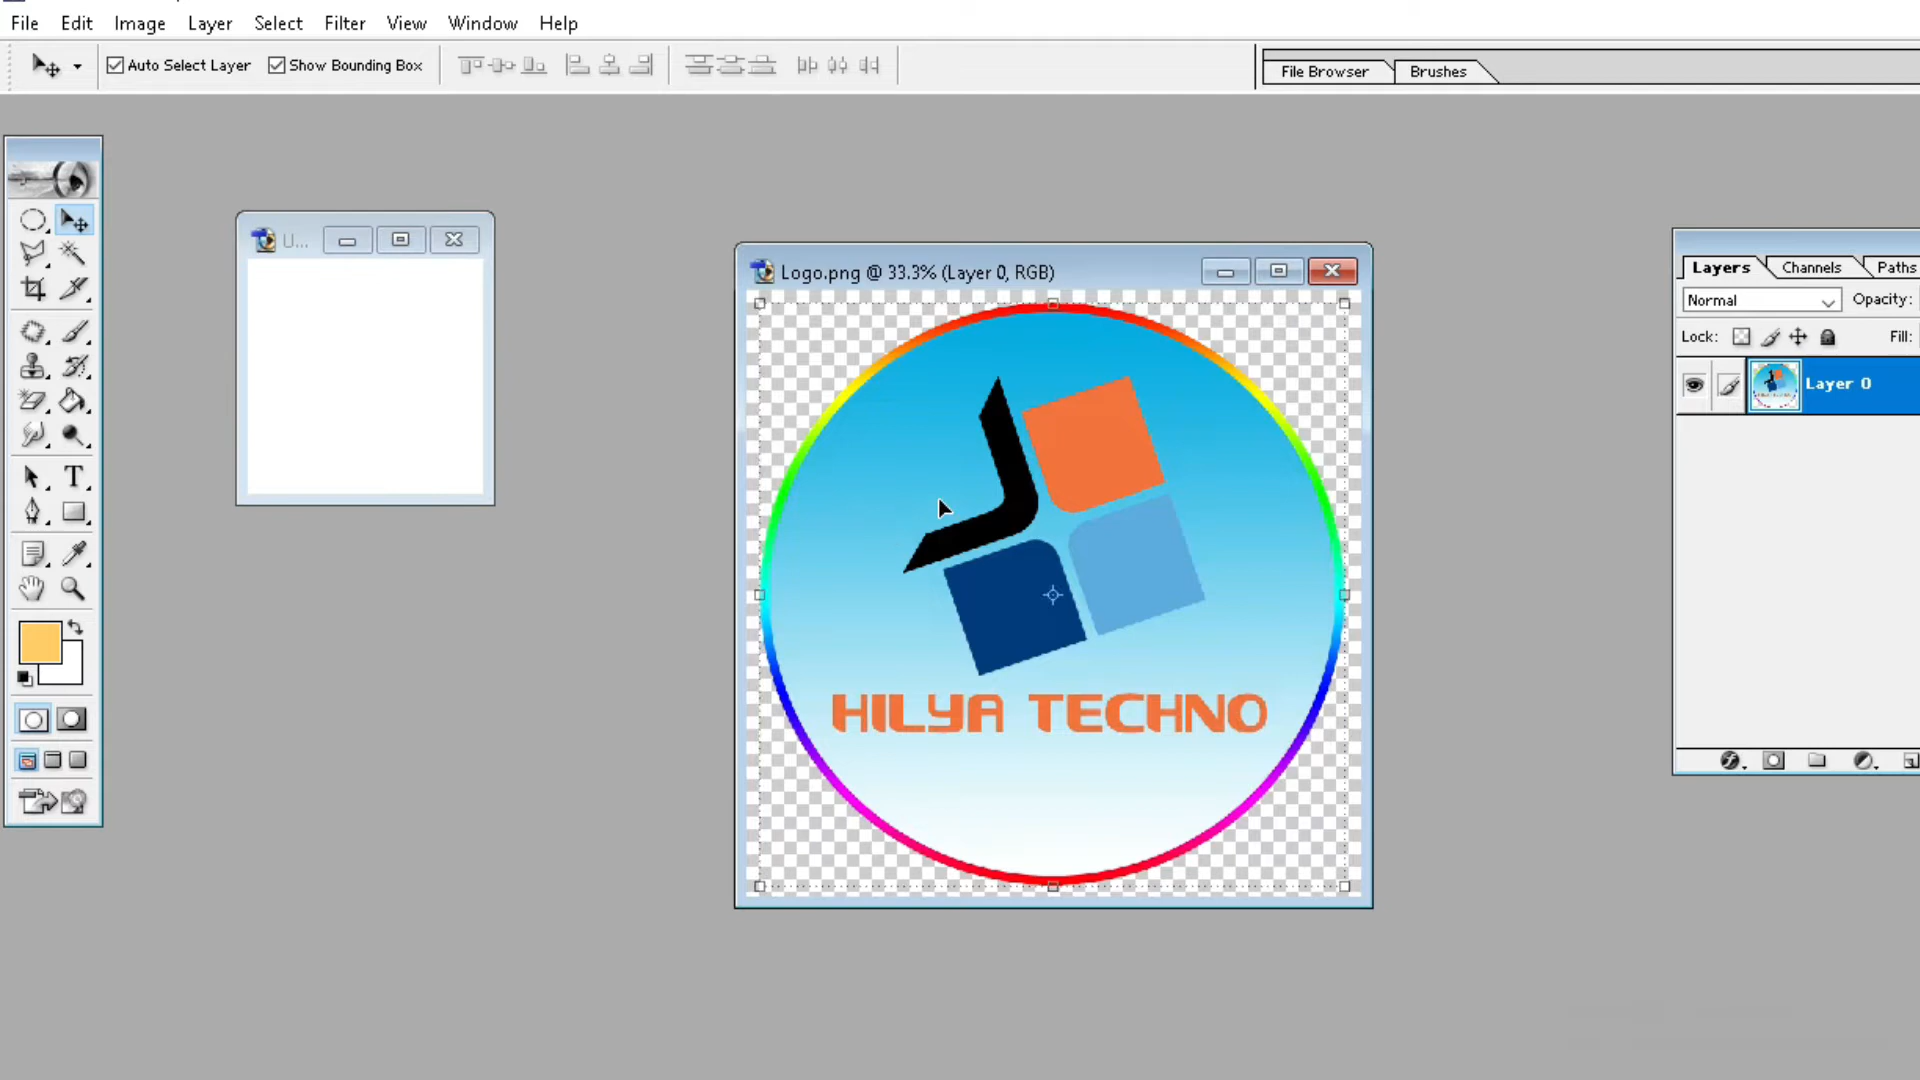 File Edit Image Layer Select Filter View Window Help
Auto Select Layer Show Bounding Box
File Browser Brushes
U...
Logo.png @ 33.3% (Layer 0, RGB)
HILYA TECHNO
Layers Channels Paths
Normal Opacity:
Lock: Fill:
Layer 0
T